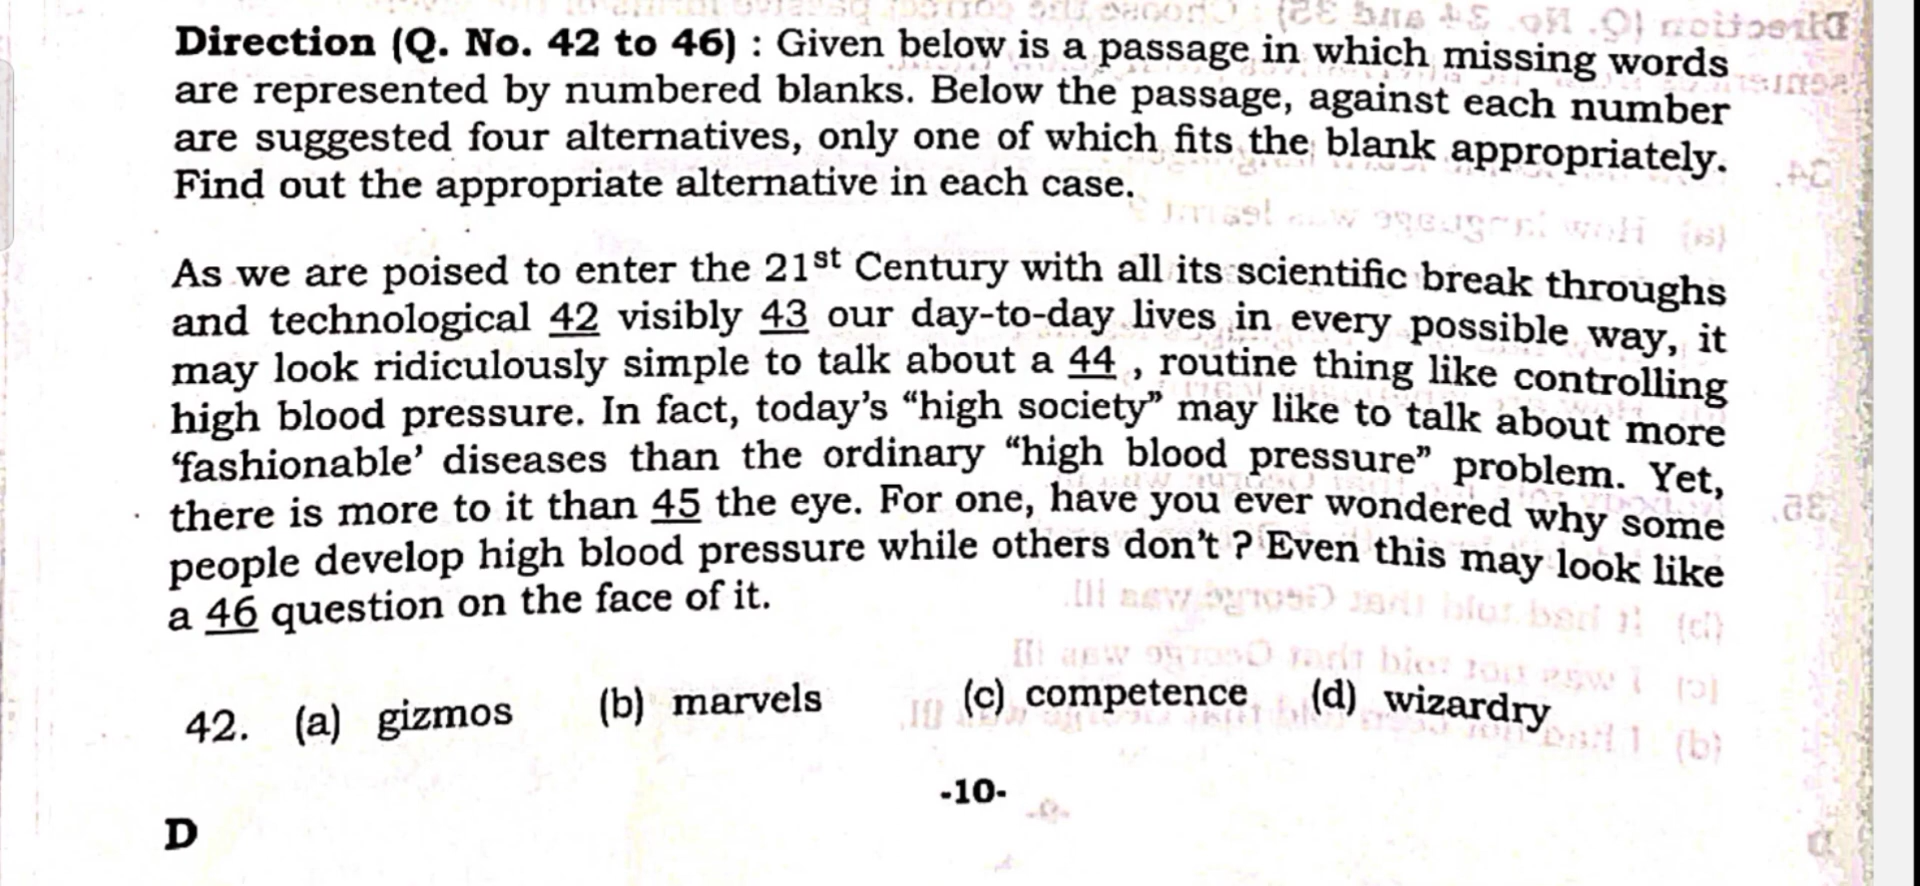 Direction (Q. No. 42 to 46) : Given below is a passage in which missing words
are represented by numbered blanks. Below the passage, against each number
are suggested four alternatives, only one of which fits the blank appropriately.
Find out the appropriate alternative in each case.
As we are poised to enter the 21st Century with all its scientific break throughs
and technological 42 visibly 43 our day-to-day lives in every possible way, it
may look ridiculously simple to talk about a 44 , routine thing like controlling
high blood pressure. In fact, today's “high society” may like to talk about more
‘fashionable’ diseases than the ordinary “high blood pressure” problem. Yet,
there is more to it than 45 the eye. For one, have you ever wondered why some
people develop high blood pressure while others don't ? Even this may look like
a 46 question on the face of it.
42. (a) gizmos (b) marvels (c) competence (d) wizardry
-10-
D